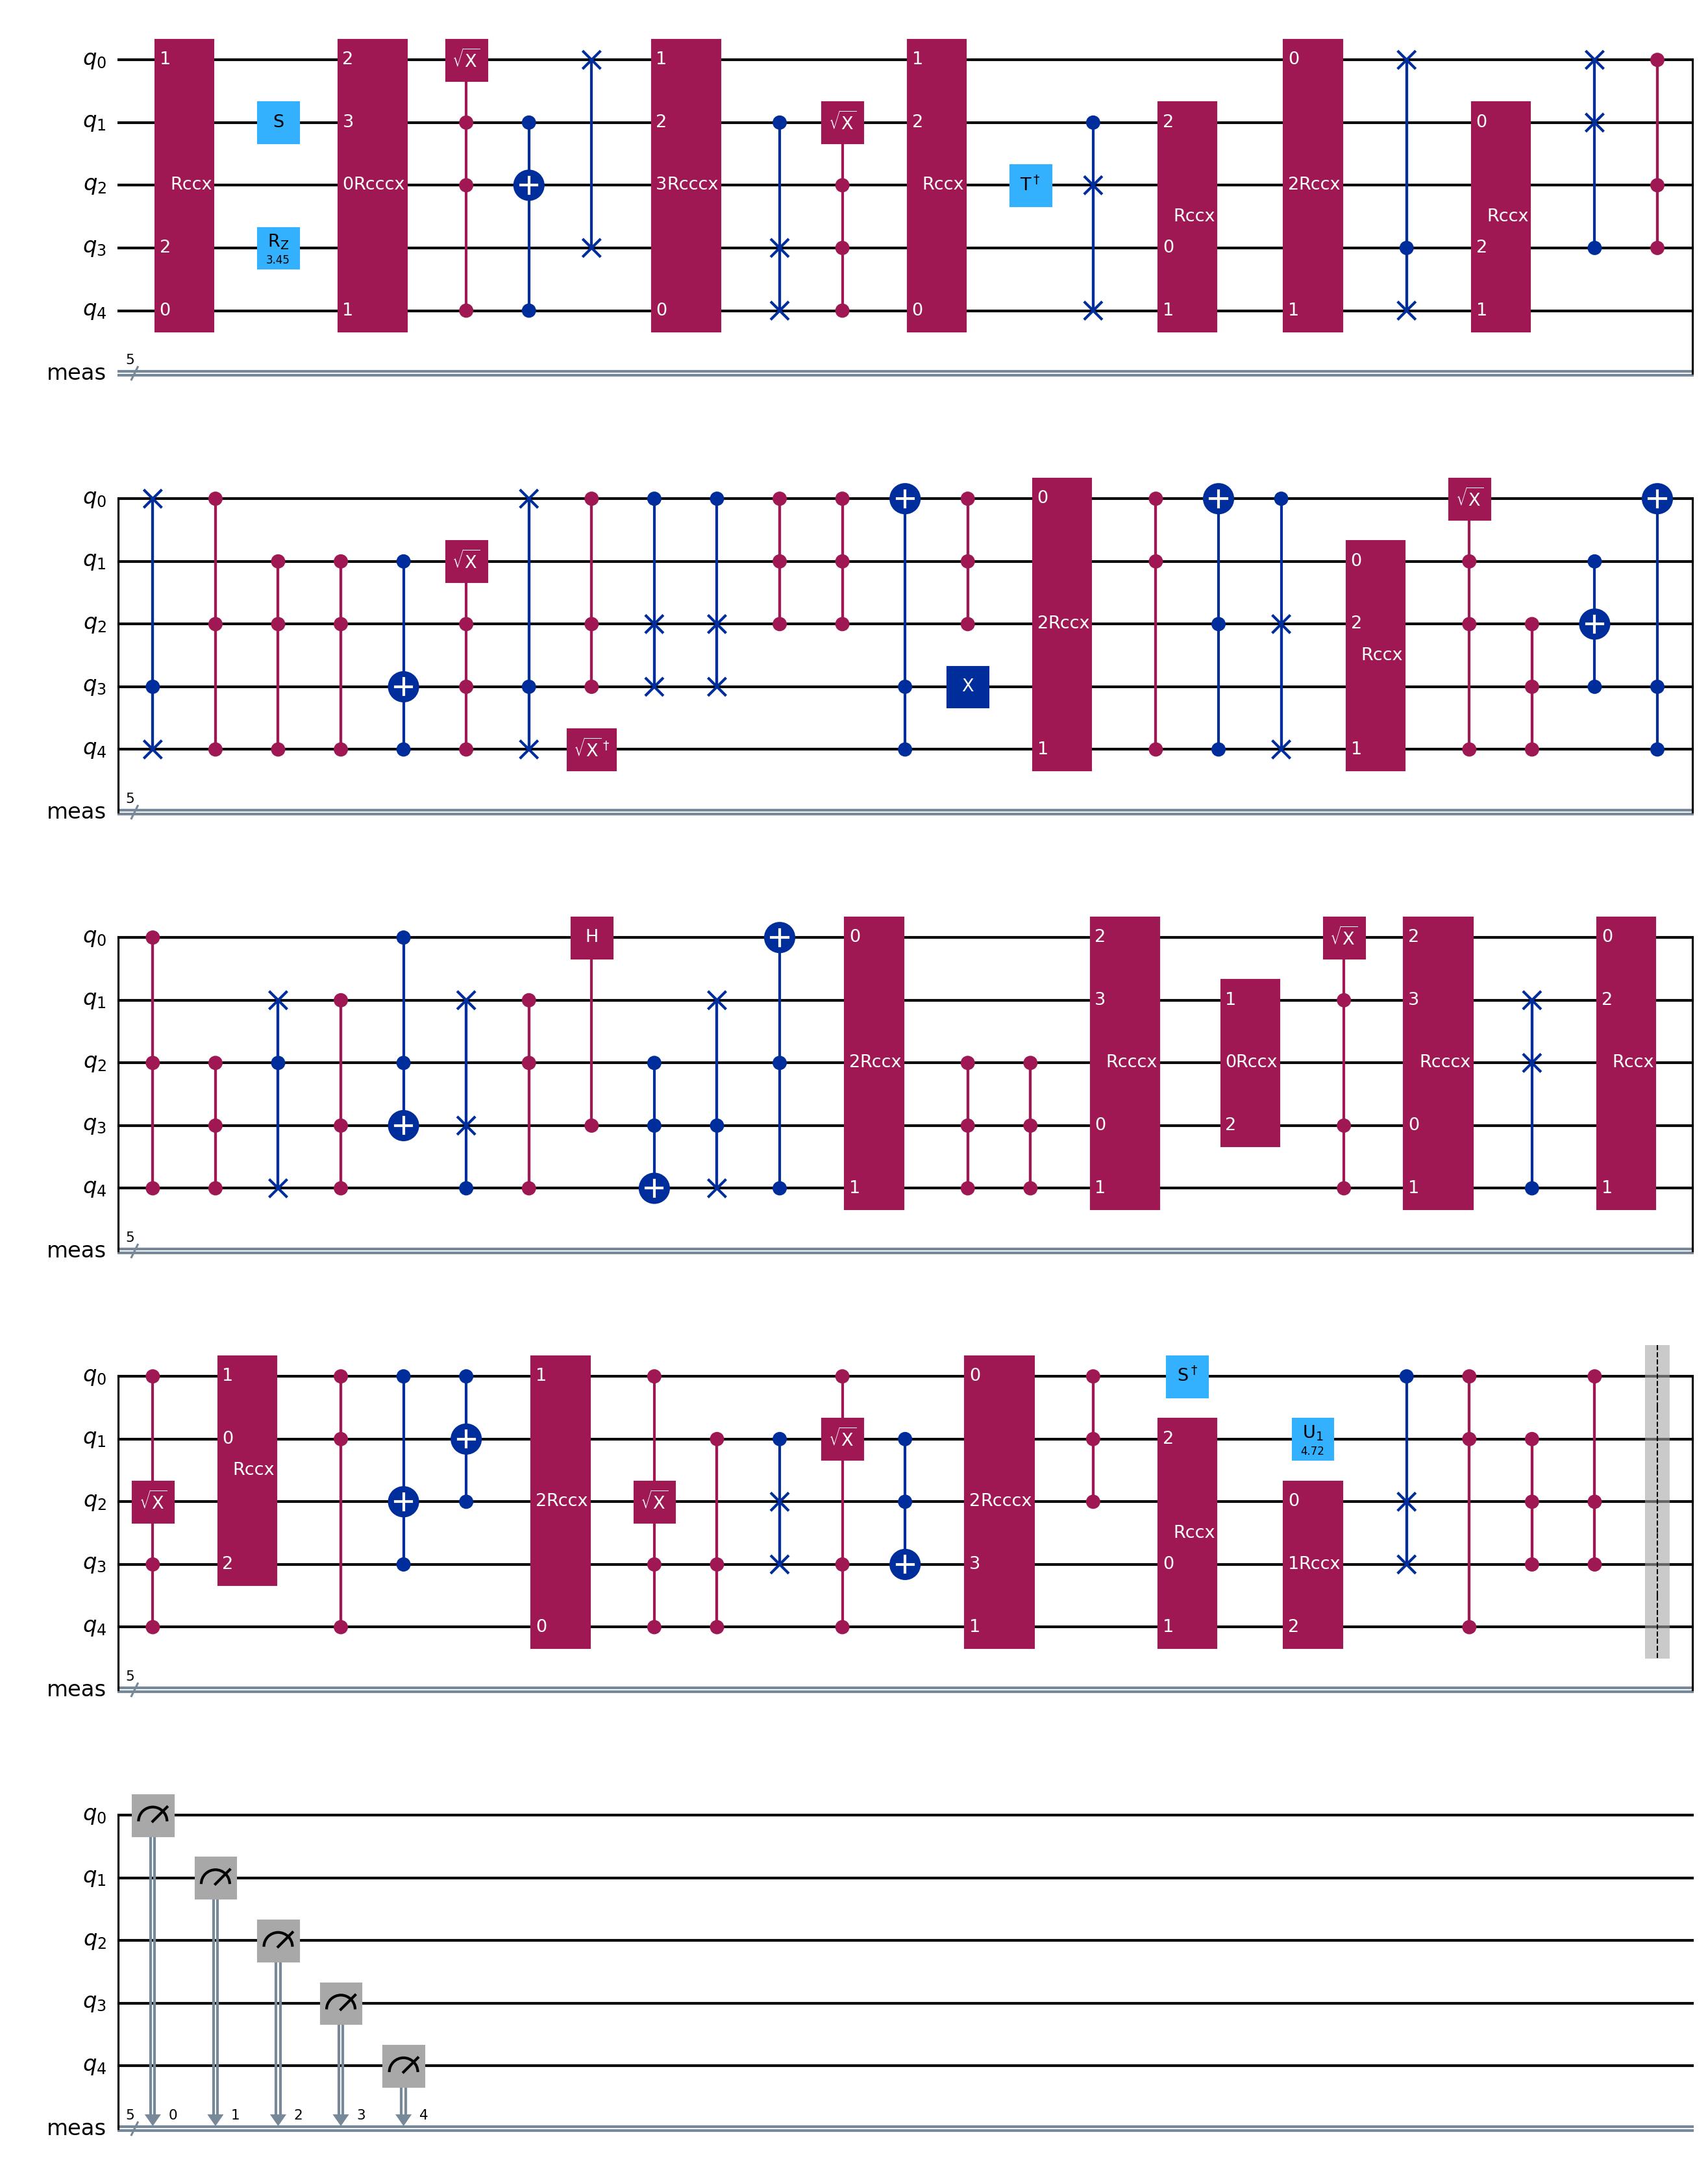 q0 1 2 √X 1 1 0
q1 S 3 2 √X 2 2 0
q2 Rccx 0Rcccx 3Rcccx Rccx T† 2Rccx
Rccx Rccx
q3 2 RZ 3.45 0 2
q4 0 1 0 0 1 1 1
meas 5
q0 0 √X
q1 √X 0
q2 2Rccx 2
Rccx
q3 X
q4 √X† 1 1
meas 5
q0 H 0 2 √X 2 0
q1 3 1 3 2
q2 2Rccx Rcccx 0Rccx Rcccx Rccx
q3 0 2 0
q4 1 1 1 1
meas 5
q0 1 1 0 S†
q1 0 √X 2 U1 4.72
Rccx
q2 √X 2Rccx √X 2Rcccx 0
Rccx
q3 2 3 0 1Rccx
q4 0 1 1 2
meas 5
q0
q1
q2
q3
q4
meas 5 0 1 2 3 4